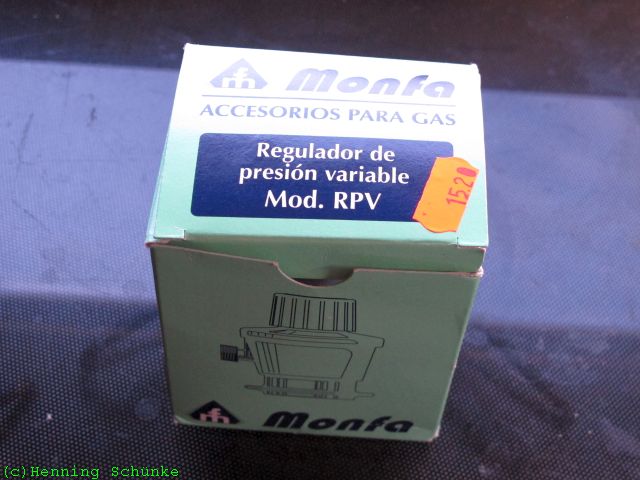 Monfa
ACCESORIOS PARA GAS
Regulador de
presión variable
Mod. RPV
15.20
Monfa
(c)Henning Schünke